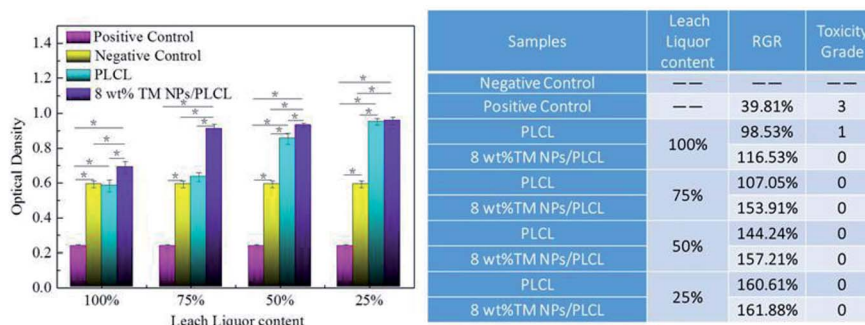 Positive Control
Negative Control
PLCL
8 wt% TM NPs/PLCL
1.4
1.2
1.0
0.8
0.6
0.4
0.2
0.0
Optical Density
* * * * *
* * * *
* * * * *
* * * * *
100% 75% 50% 25%
Leach Liquor content
Samples Leach Liquor content RGR Toxicity Grade
Negative Control —— —— ——
Positive Control —— 39.81% 3
PLCL 100% 98.53% 1
8 wt%TM NPs/PLCL 116.53% 0
PLCL 75% 107.05% 0
8 wt%TM NPs/PLCL 153.91% 0
PLCL 50% 144.24% 0
8 wt%TM NPs/PLCL 157.21% 0
PLCL 25% 160.61% 0
8 wt%TM NPs/PLCL 161.88% 0